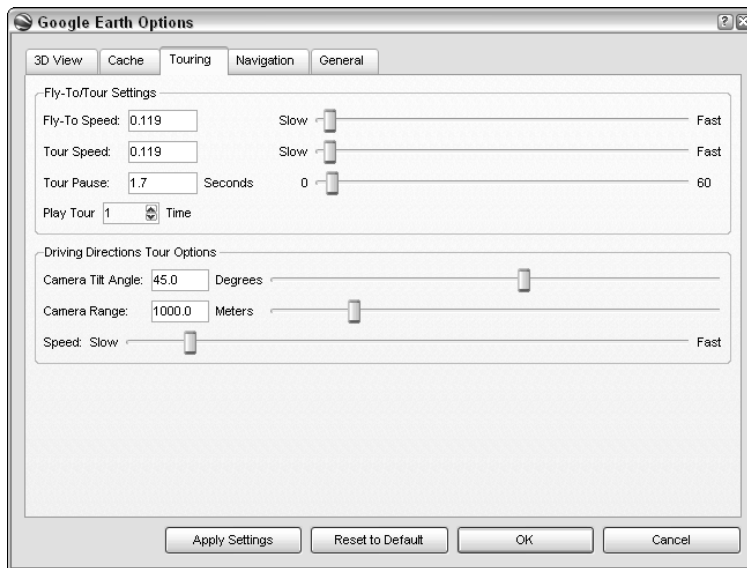 Google Earth Options
3D View Cache Touring Navigation General
Fly-To/Tour Settings
Fly-To Speed: 0.119 Slow Fast
Tour Speed: 0.119 Slow Fast
Tour Pause: 1.7 Seconds 0 60
Play Tour 1 Time
Driving Directions Tour Options
Camera Tilt Angle: 45.0 Degrees
Camera Range: 1000.0 Meters
Speed: Slow Fast
Apply Settings Reset to Default OK Cancel